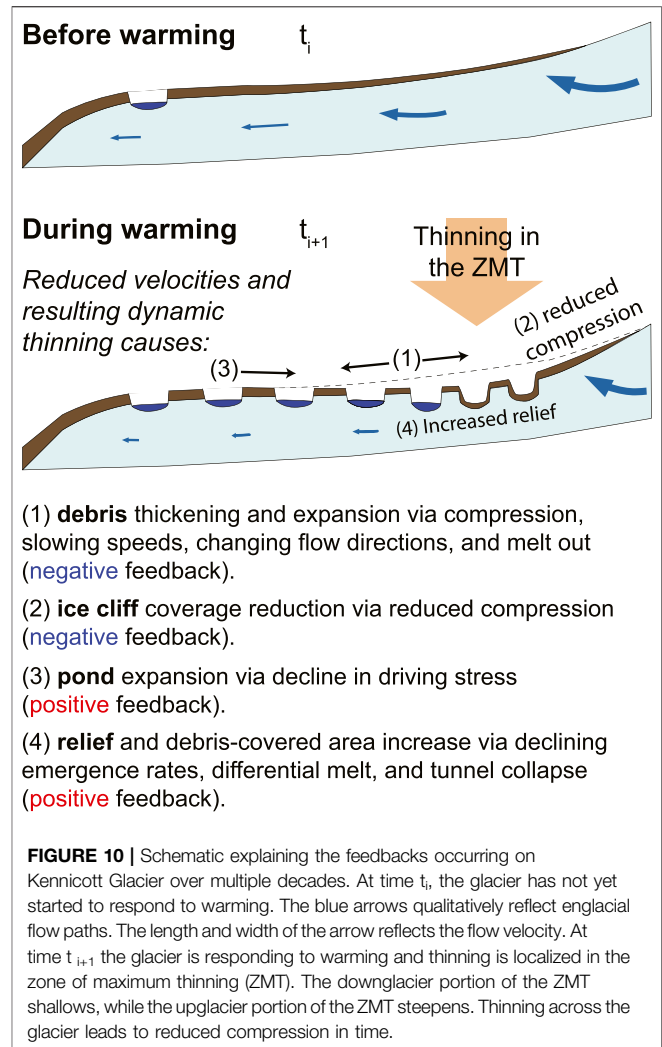 Before warming t_i
During warming t_i+1
Thinning in
the ZMT
Reduced velocities and
resulting dynamic
thinning causes:
(2) reduced
compression
(3)
(1)
(4) Increased relief
(1) debris thickening and expansion via compression,
slowing speeds, changing flow directions, and melt out
(negative feedback).
(2) ice cliff coverage reduction via reduced compression
(negative feedback).
(3) pond expansion via decline in driving stress
(positive feedback).
(4) relief and debris-covered area increase via declining
emergence rates, differential melt, and tunnel collapse
(positive feedback).
FIGURE 10 | Schematic explaining the feedbacks occurring on
Kennicott Glacier over multiple decades. At time t_i, the glacier has not yet
started to respond to warming. The blue arrows qualitatively reflect englacial
flow paths. The length and width of the arrow reflects the flow velocity. At
time t_i+1 the glacier is responding to warming and thinning is localized in the
zone of maximum thinning (ZMT). The downglacier portion of the ZMT
shallows, while the upglacier portion of the ZMT steepens. Thinning across the
glacier leads to reduced compression in time.